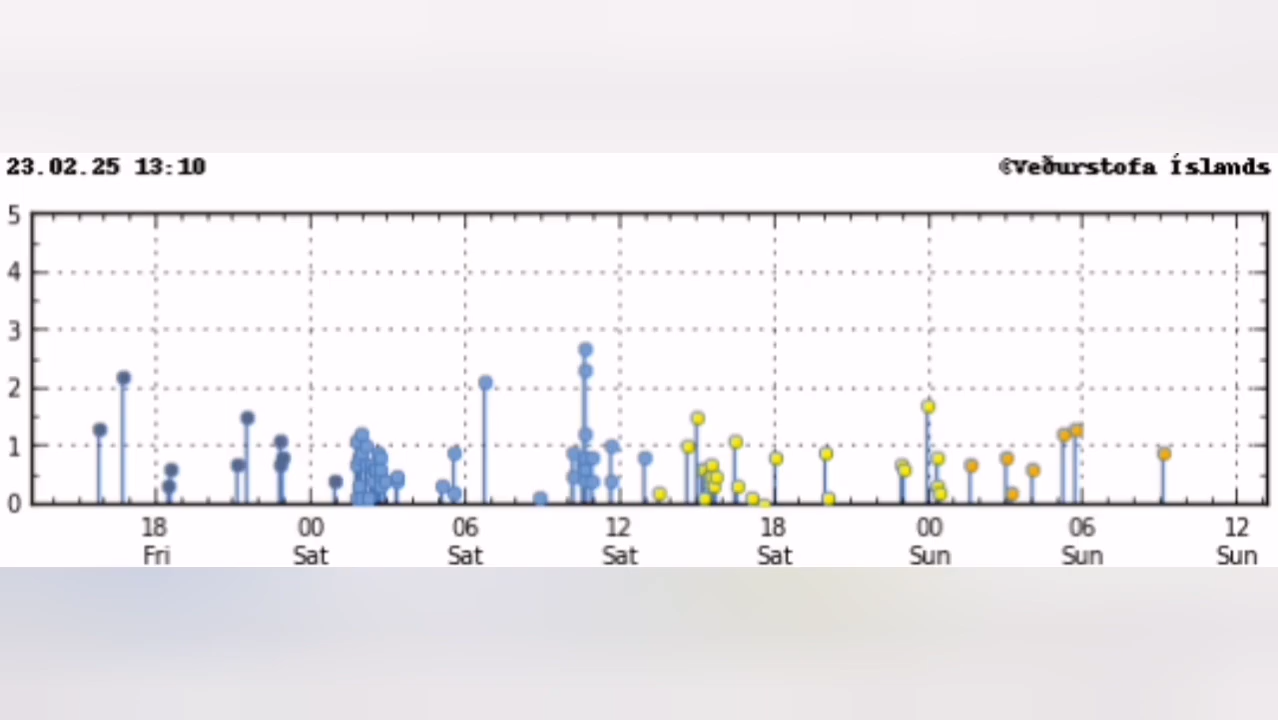 23.02.25 13:10
©Veðurstofa Íslands
5
4
3
2
1
0
18 00 06 12 18 00 06 12
Fri Sat Sat Sat Sat Sun Sun Sun